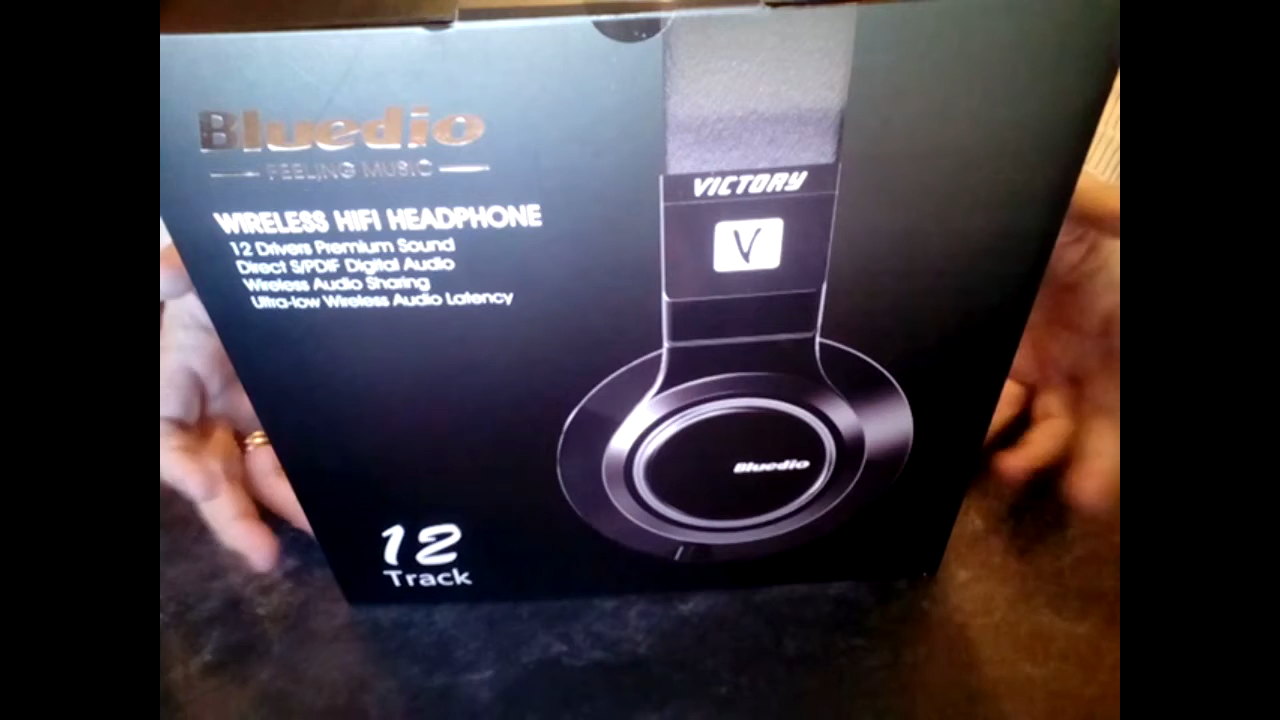 Bluedio
FEELING MUSIC
WIRELESS HIFI HEADPHONE
12 Drivers Premium Sound
Direct S/PDIF Digital Audio
Wireless Audio Sharing
Ultra-low Wireless Audio Latency
VICTORY
V
Bluedio
12
Track